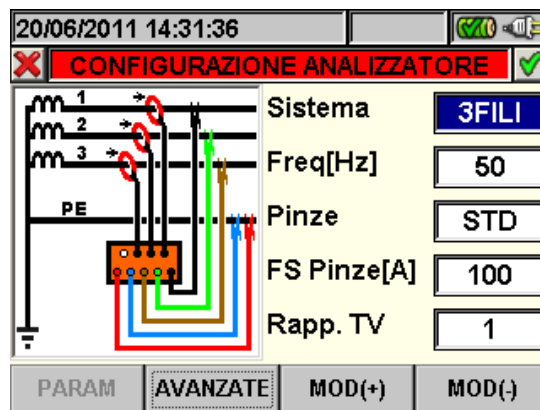 20/06/2011 14:31:36
CONFIGURAZIONE ANALIZZATORE
1
2
3
PE
Sistema 3FILI
Freq[Hz] 50
Pinze STD
FS Pinze[A] 100
Rapp. TV 1
PARAM AVANZATE MOD(+) MOD(-)